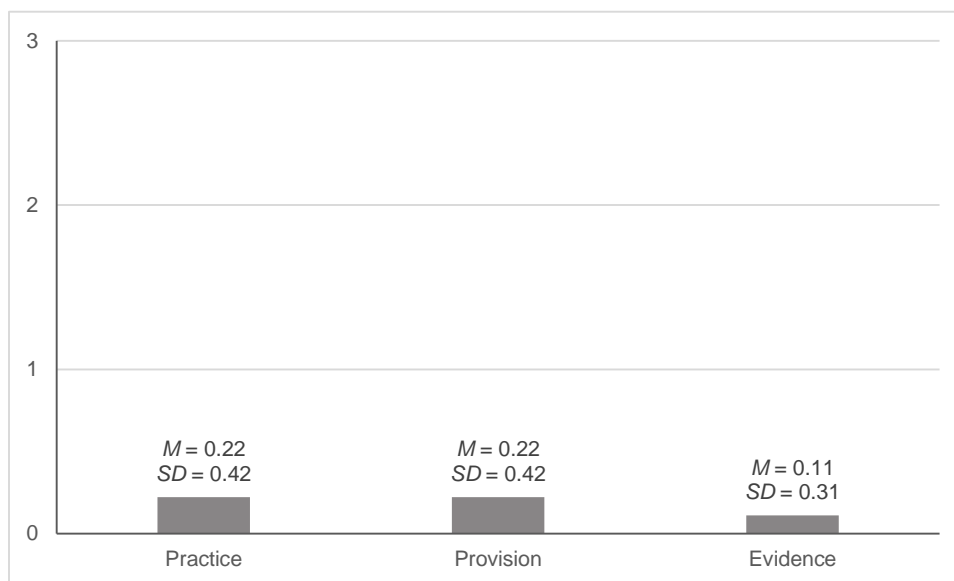 3
2
1
0
M = 0.22
SD = 0.42
M = 0.22
SD = 0.42
M = 0.11
SD = 0.31
Practice
Provision
Evidence